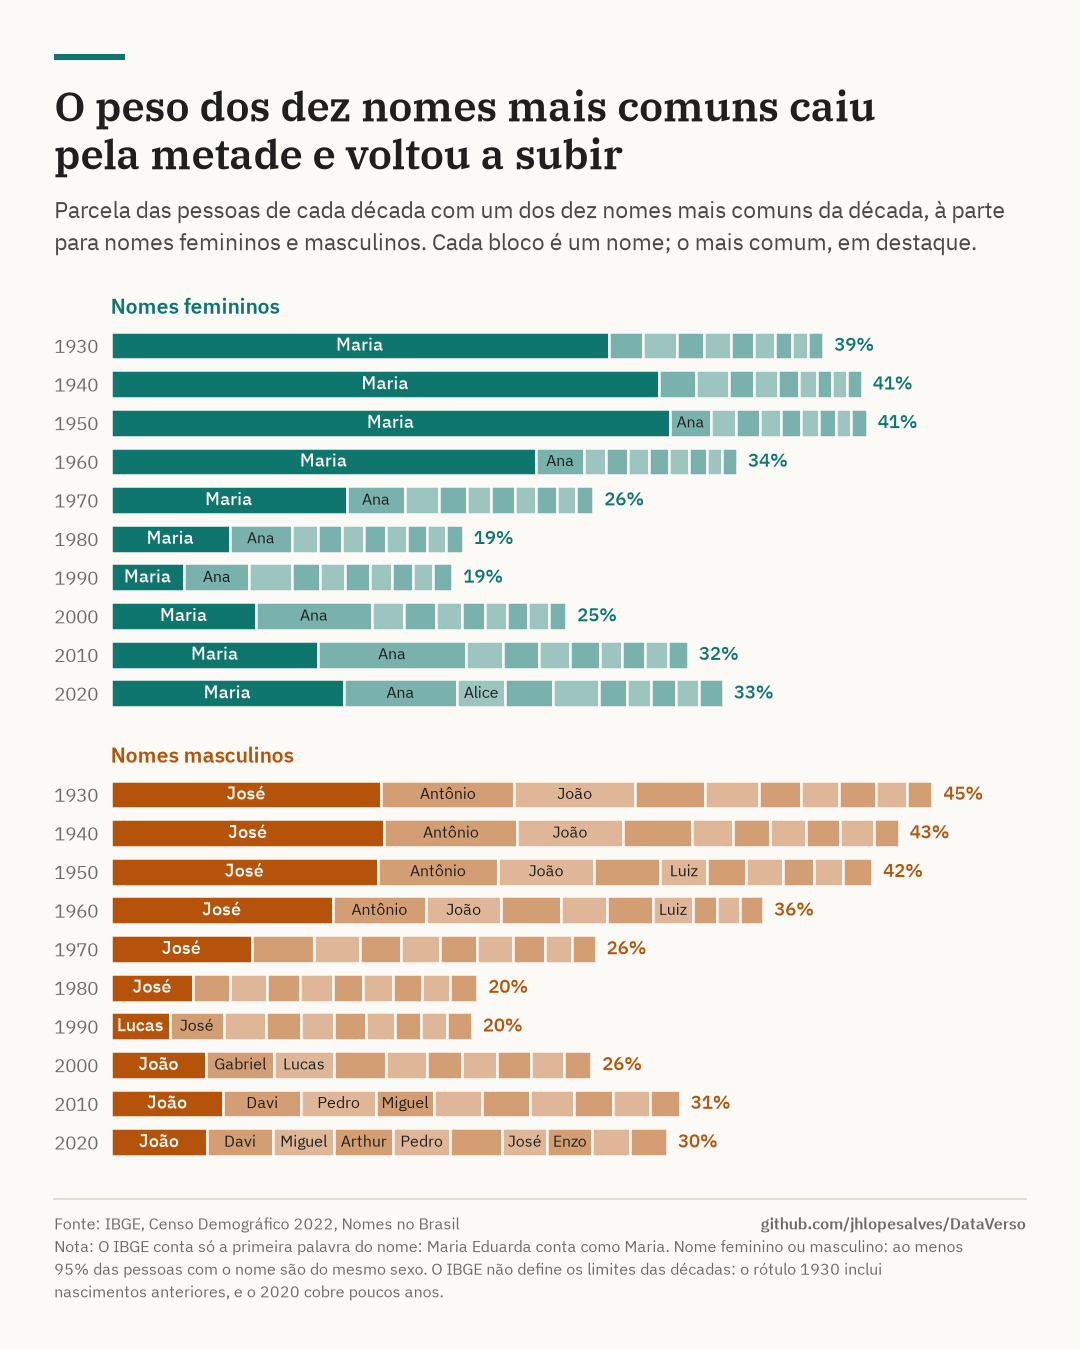 O peso dos dez nomes mais comuns caiu
pela metade e voltou a subir
Parcela das pessoas de cada década com um dos dez nomes mais comuns da década, à parte
para nomes femininos e masculinos. Cada bloco é um nome; o mais comum, em destaque.
Nomes femininos
1930 Maria 39%
1940 Maria 41%
1950 Maria Ana 41%
1960 Maria Ana 34%
1970 Maria Ana 26%
1980 Maria Ana 19%
1990 Maria Ana 19%
2000 Maria Ana 25%
2010 Maria Ana 32%
2020 Maria Ana Alice 33%
Nomes masculinos
1930 José Antônio João 45%
1940 José Antônio João 43%
1950 José Antônio João Luiz 42%
1960 José Antônio João Luiz 36%
1970 José 26%
1980 José 20%
1990 Lucas José 20%
2000 João Gabriel Lucas 26%
2010 João Davi Pedro Miguel 31%
2020 João Davi Miguel Arthur Pedro José Enzo 30%
Fonte: IBGE, Censo Demográfico 2022, Nomes no Brasil github.com/jhlopesalves/DataVerso
Nota: O IBGE conta só a primeira palavra do nome: Maria Eduarda conta como Maria. Nome feminino ou masculino: ao menos
95% das pessoas com o nome são do mesmo sexo. O IBGE não define os limites das décadas: o rótulo 1930 inclui
nascimentos anteriores, e o 2020 cobre poucos anos.